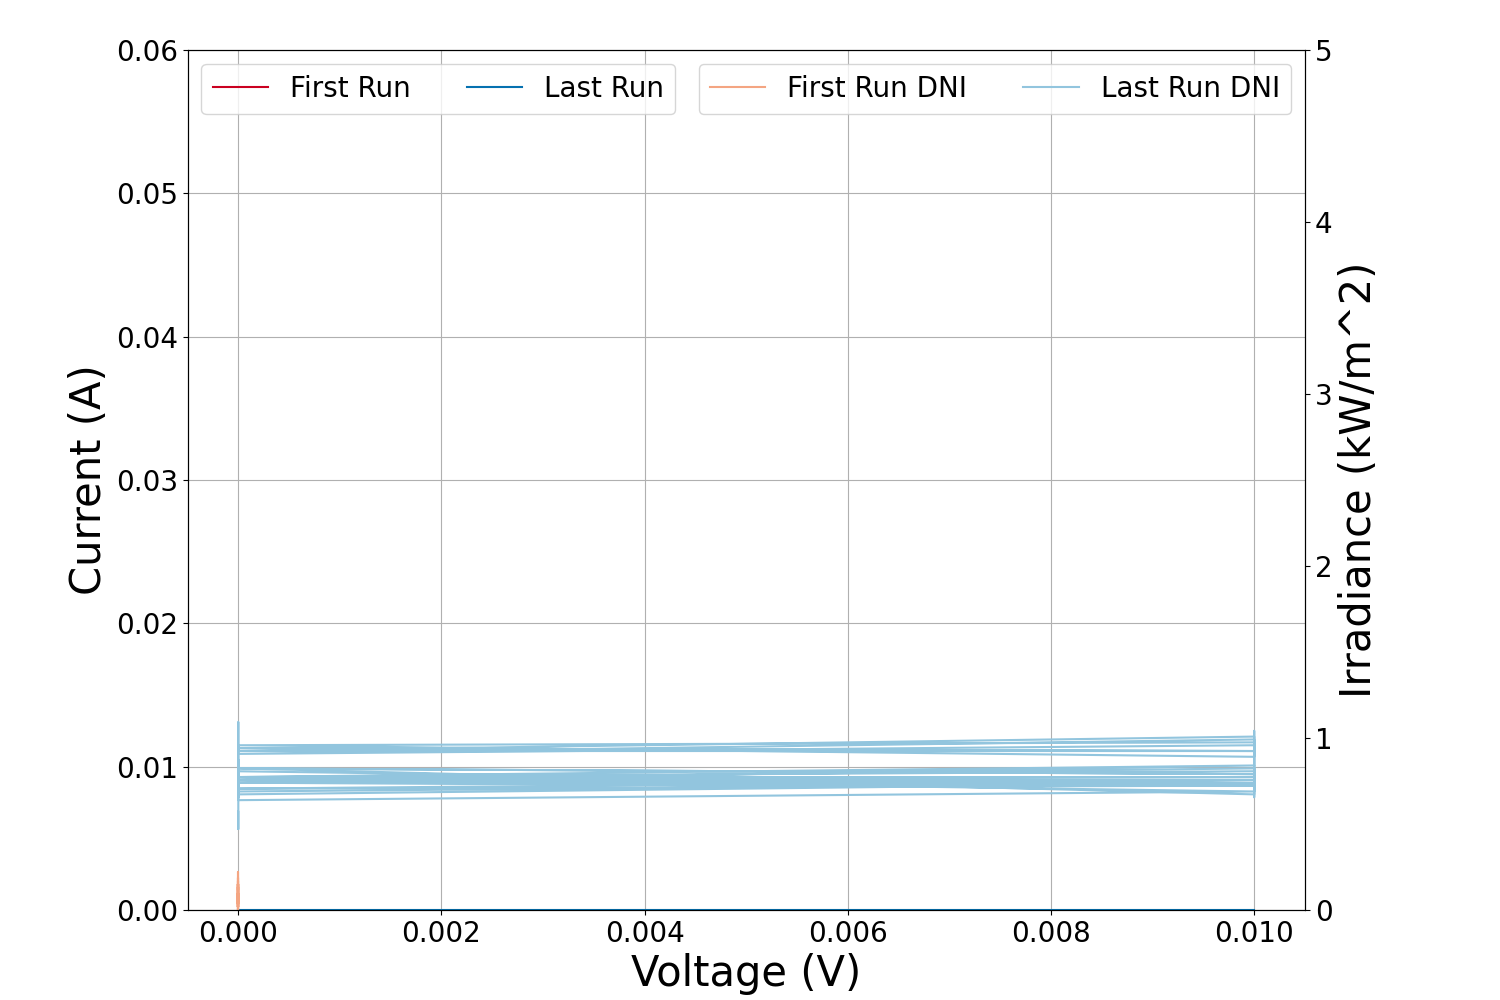 First Run
Last Run
First Run DNI
Last Run DNI
0.06
0.05
0.04
0.03
0.02
0.01
0.00
Current (A)
5
4
3
2
1
0
Irradiance (kW/m^2)
0.000
0.002
0.004
0.006
0.008
0.010
Voltage (V)